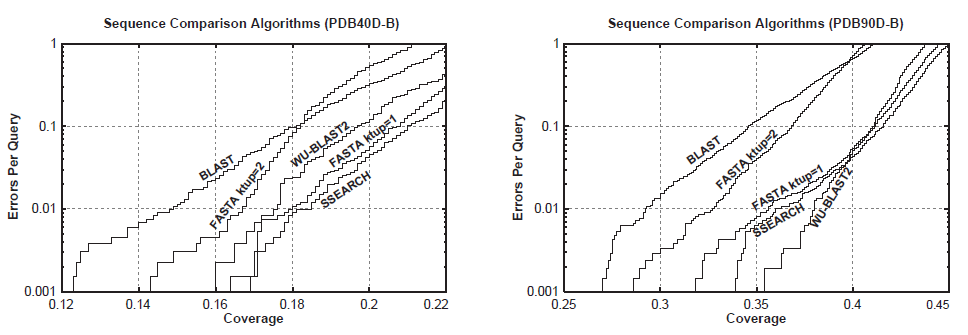 Sequence Comparison Algorithms (PDB40D-B)
Errors Per Query
1
0.1
0.01
0.001
BLAST
FASTA ktup=2
WU-BLAST2
FASTA ktup=1
SSEARCH
0.12 0.14 0.16 0.18 0.2 0.22
Coverage
Sequence Comparison Algorithms (PDB90D-B)
Errors Per Query
1
0.1
0.01
0.001
BLAST
FASTA ktup=2
FASTA ktup=1
SSEARCH
WU-BLAST2
0.25 0.3 0.35 0.4 0.45
Coverage